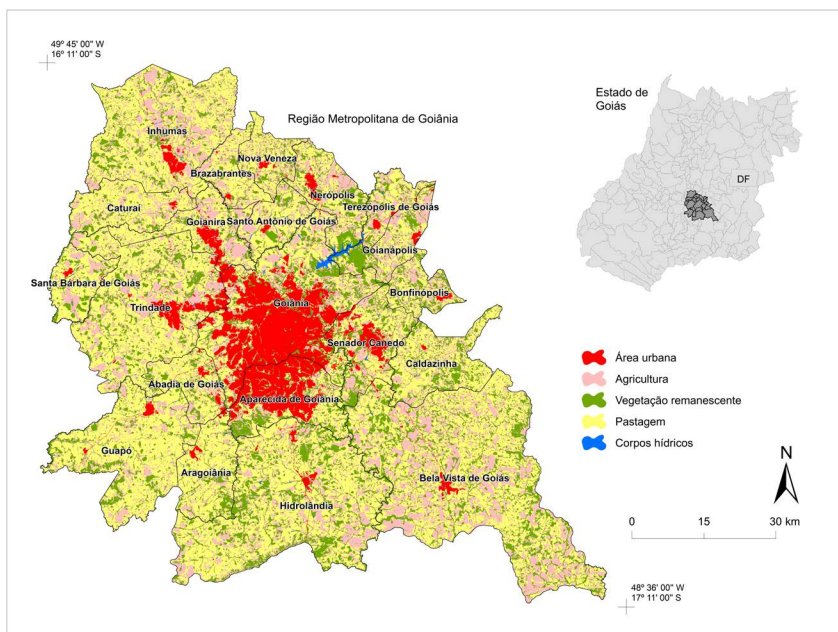 49º 45' 00" W
16º 11' 00" S
Região Metropolitana de Goiânia
Estado de
Goiás
DF
Inhumas
Nova Veneza
Brazabrantes
Nerópolis
Caturaí
Terezópolis de Goiás
Goianira
Santo Antônio de Goiás
Goianápolis
Santa Bárbara de Goiás
Bonfinópolis
Goiânia
Trindade
Senador Canedo
Caldazinha
Abadia de Goiás
Aparecida de Goiânia
Guapó
Aragoiânia
Bela Vista de Goiás
Hidrolândia
Área urbana
Agricultura
Vegetação remanescente
Pastagem
Corpos hídricos
N
0 15 30 km
48º 36' 00" W
17º 11' 00" S